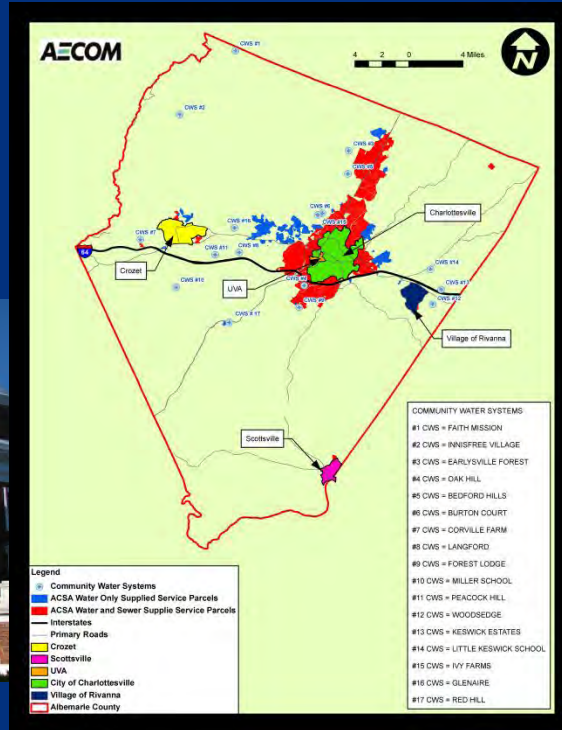 AECOM
4 2 0 4 Miles
N
CWS #1
CWS #2
CWS #5
CWS #6
CWS #15
CWS #16
Charlottesville
CWS #7
CWS #11
64
CWS #14
Crozet
UVA
CWS #9
CWS #12
CWS #17
Village of Rivanna
Scottsville
COMMUNITY WATER SYSTEMS
#1 CWS = FAITH MISSION
#2 CWS = INNISFREE VILLAGE
#3 CWS = EARLYSVILLE FOREST
#4 CWS = OAK HILL
#5 CWS = BEDFORD HILLS
#6 CWS = BURTON COURT
#7 CWS = CORVILLE FARM
#8 CWS = LANGFORD
#9 CWS = FOREST LODGE
#10 CWS = MILLER SCHOOL
#11 CWS = PEACOCK HILL
#12 CWS = WOODSEDGE
#13 CWS = KESWICK ESTATES
#14 CWS = LITTLE KESWICK SCHOOL
#15 CWS = IVY FARMS
#16 CWS = GLENAIRE
#17 CWS = RED HILL
Legend
Community Water Systems
ACSA Water Only Supplied Service Parcels
ACSA Water and Sewer Supplie Service Parcels
Interstates
Primary Roads
Crozet
Scottsville
UVA
City of Charlottesville
Village of Rivanna
Albemarle County